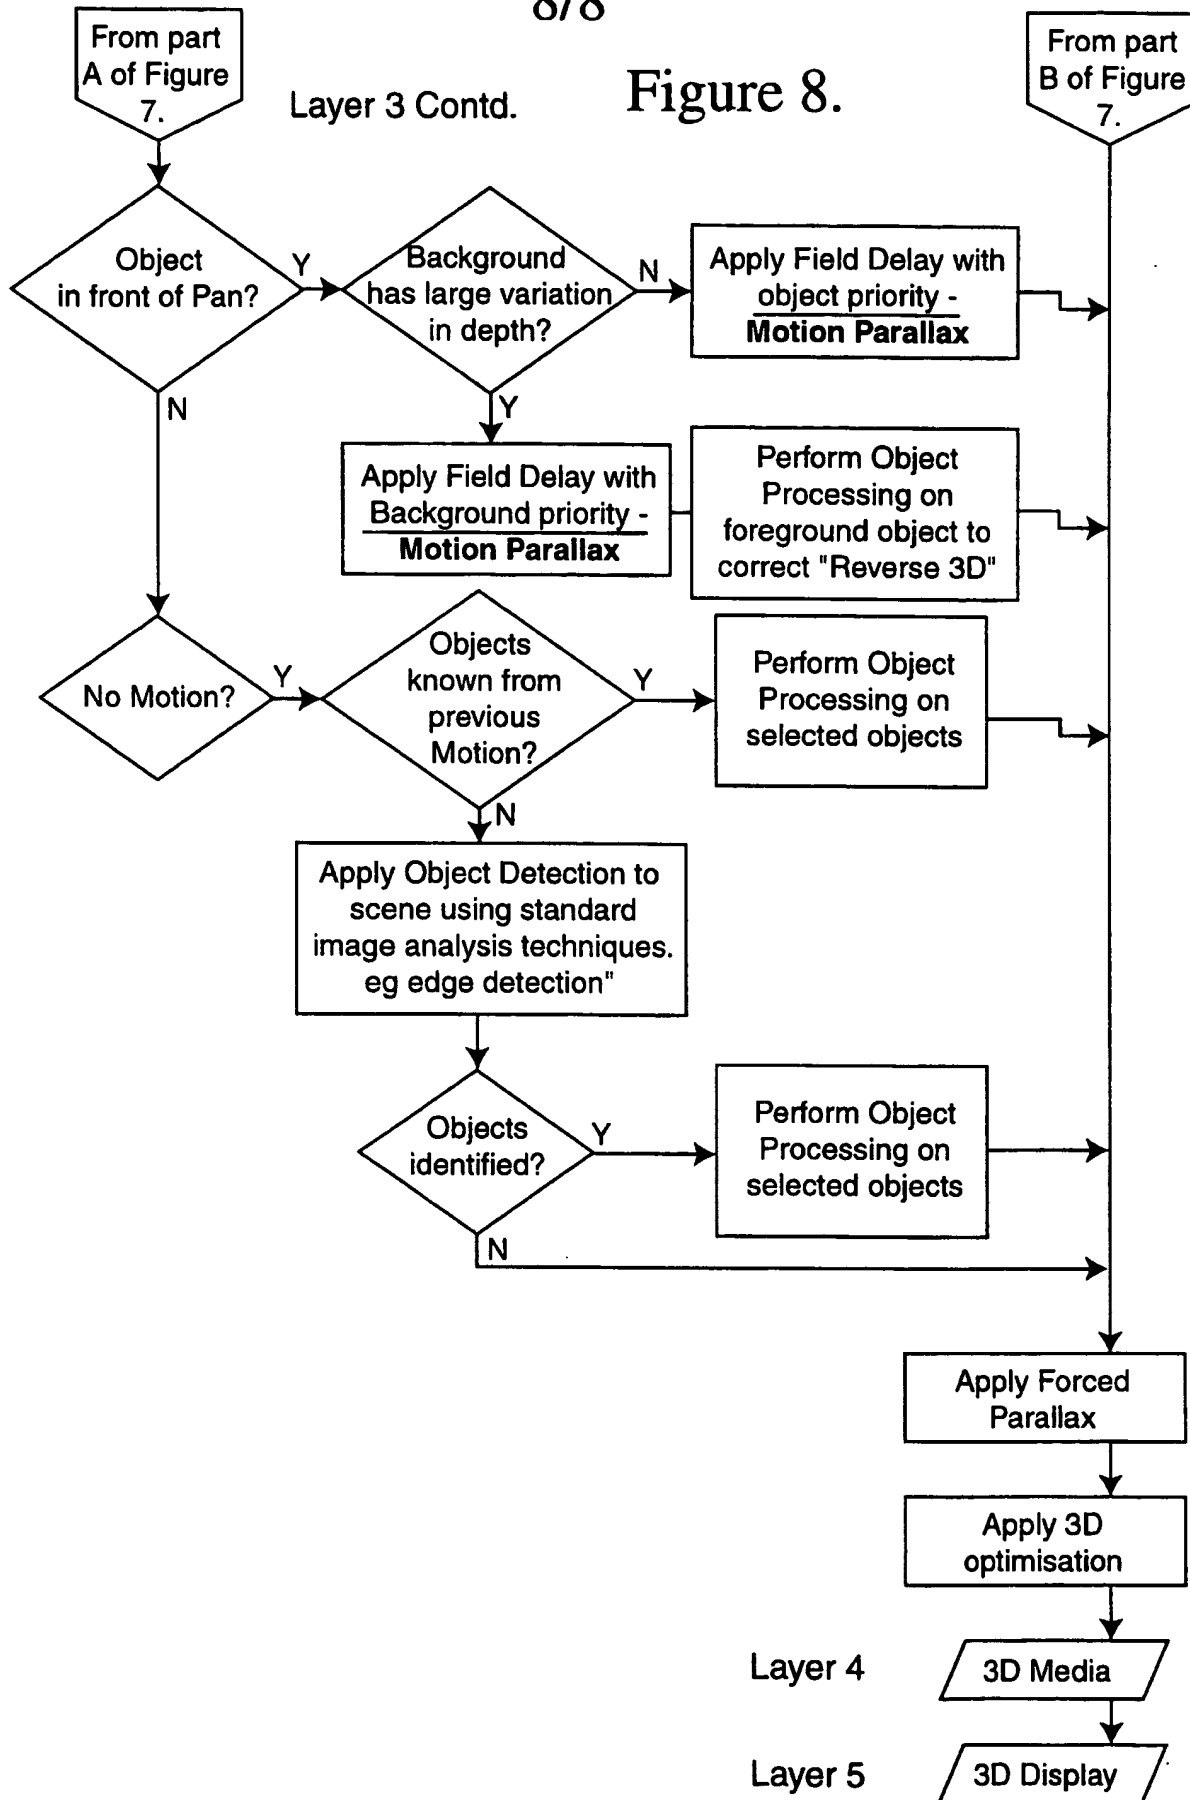 8/8
From part
A of Figure
7.
Layer 3 Contd.
Figure 8.
From part
B of Figure
7.
Object
in front of Pan?
Y
N
Background
has large variation
in depth?
N
Y
Apply Field Delay with
object priority -
Motion Parallax
Apply Field Delay with
Background priority -
Motion Parallax
Perform Object
Processing on
foreground object to
correct "Reverse 3D"
No Motion?
Y
Objects
known from
previous
Motion?
Y
N
Perform Object
Processing on
selected objects
Apply Object Detection to
scene using standard
image analysis techniques.
eg edge detection"
Objects
identified?
Y
N
Perform Object
Processing on
selected objects
Apply Forced
Parallax
Apply 3D
optimisation
Layer 4
3D Media
Layer 5
3D Display